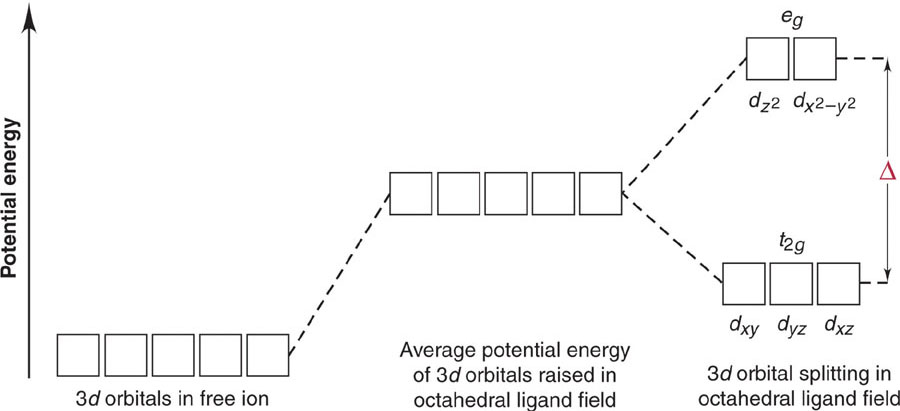 Potential energy
3d orbitals in free ion
Average potential energy
of 3d orbitals raised in
octahedral ligand field
e_g
d_z² d_x²−y²
Δ
t_2g
d_xy d_yz d_xz
3d orbital splitting in
octahedral ligand field